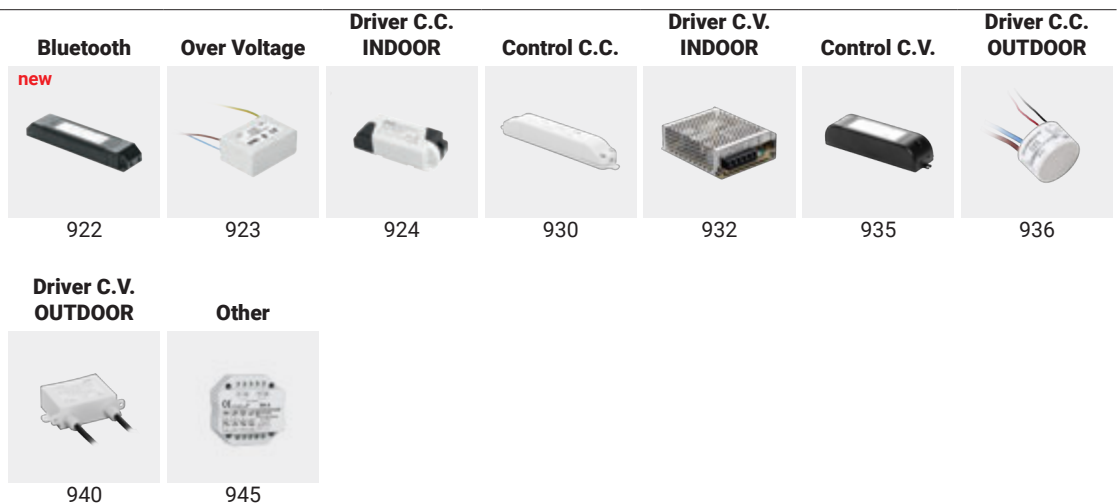 Bluetooth
Over Voltage
Driver C.C.
INDOOR
Control C.C.
Driver C.V.
INDOOR
Control C.V.
Driver C.C.
OUTDOOR
new
922
923
924
930
932
935
936
Driver C.V.
OUTDOOR
Other
940
945